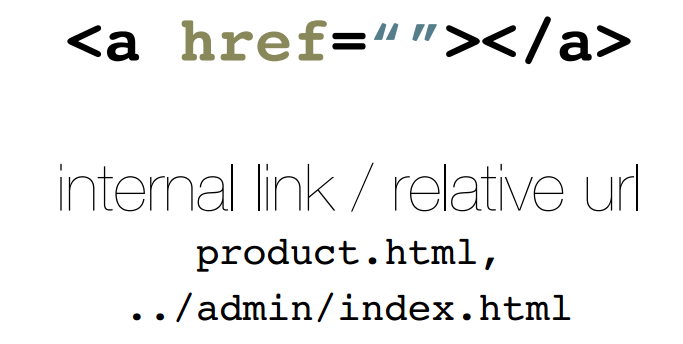 <a href=“”></a>
internal link / relative url
product.html,
../admin/index.html